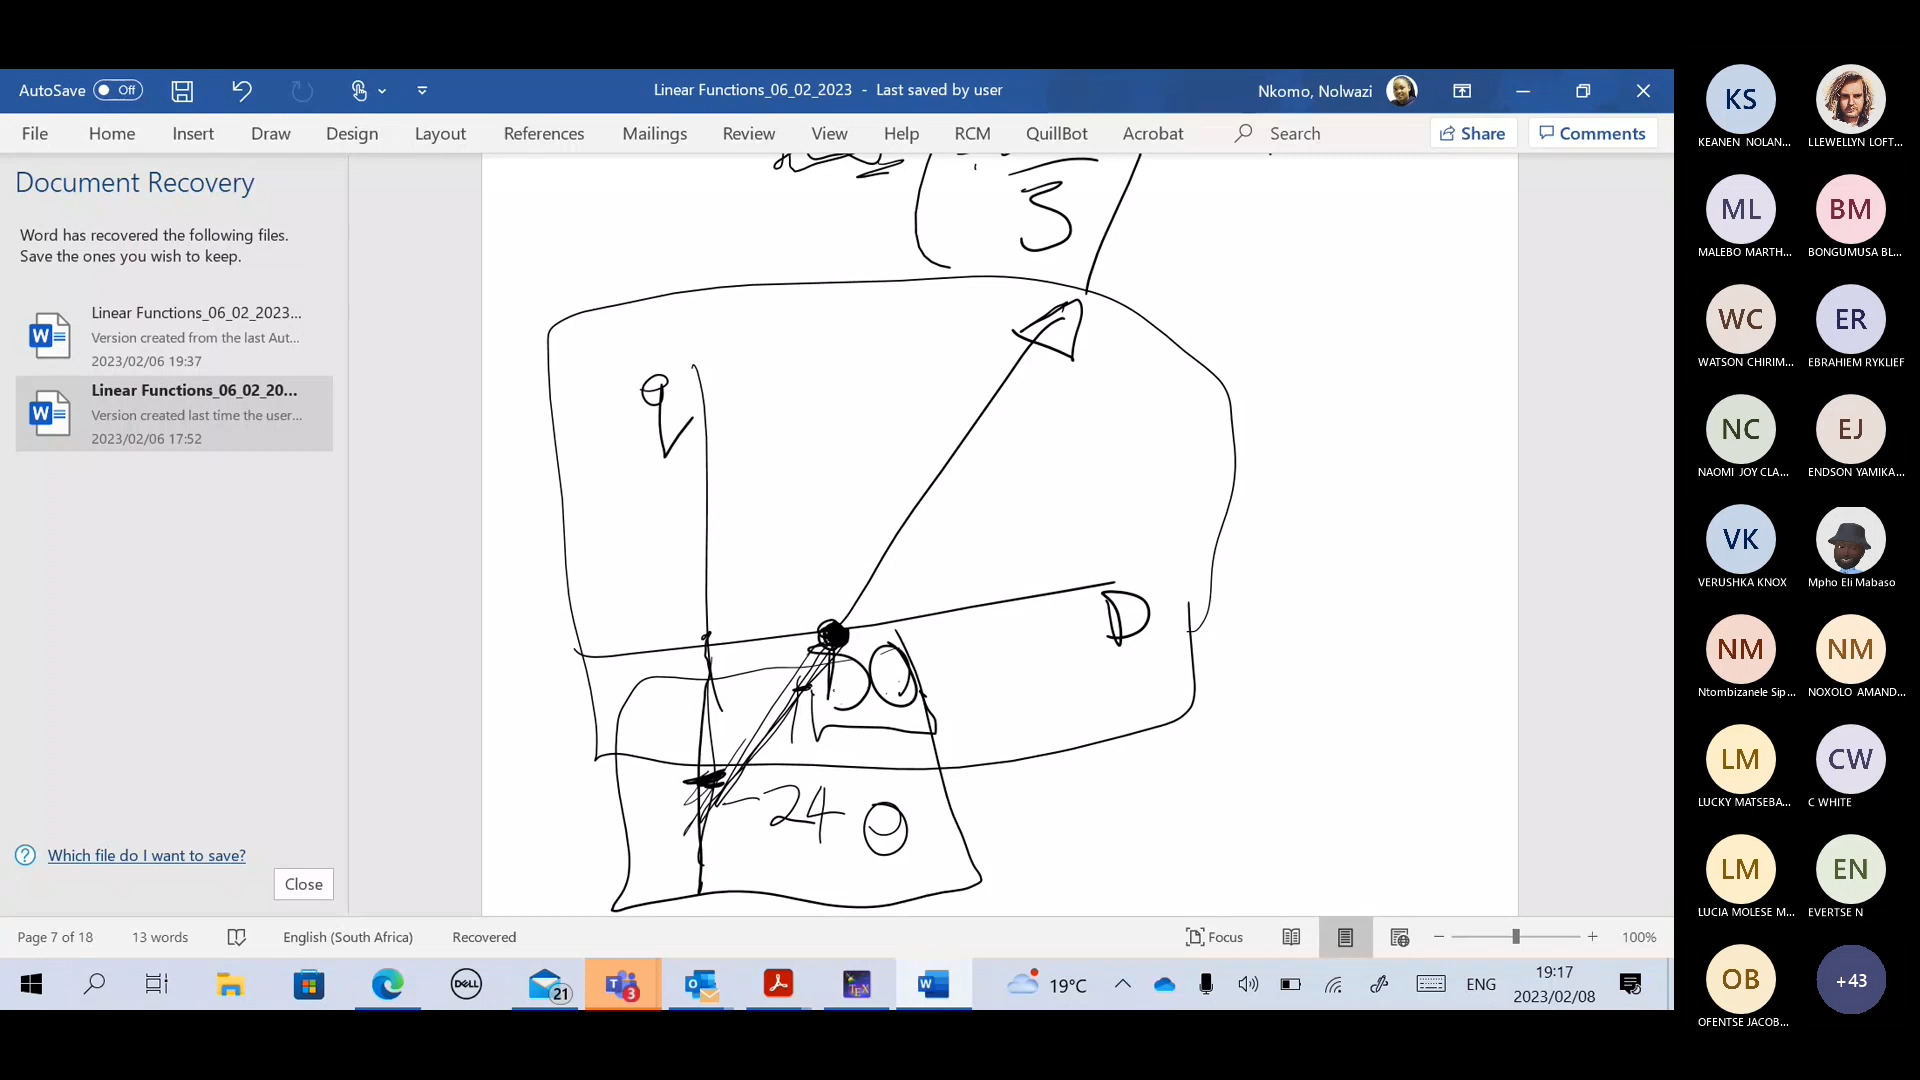 AutoSave Off
Linear Functions_06_02_2023 - Last saved by user
Nkomo, Nolwazi
File Home Insert Draw Design Layout References Mailings Review View Help RCM QuillBot Acrobat Search Share Comments
Document Recovery
Word has recovered the following files.
Save the ones you wish to keep.
Linear Functions_06_02_2023...
Version created from the last Aut...
2023/02/06 19:37
Linear Functions_06_02_20...
Version created last time the user...
2023/02/06 17:52
Which file do I want to save?
Close
3
q
D
-24
Page 7 of 18 13 words English (South Africa) Recovered Focus 100%
DELL
21
3
TEX
19°C
ENG
19:17
2023/02/08
KS
KEANEN NOLAN...
LLEWELLYN LOFT...
ML
MALEBO MARTH...
BM
BONGUMUSA BL...
WC
WATSON CHIRIM...
ER
EBRAHIEM RYKLIEF
NC
NAOMI JOY CLA...
EJ
ENDSON YAMIKA...
VK
VERUSHKA KNOX
Mpho Eli Mabaso
NM
Ntombizanele Sip...
NM
NOXOLO AMAND...
LM
LUCKY MATSEBA...
CW
C WHITE
LM
LUCIA MOLESE M...
EN
EVERTSE N
OB
OFENTSE JACOB...
+43